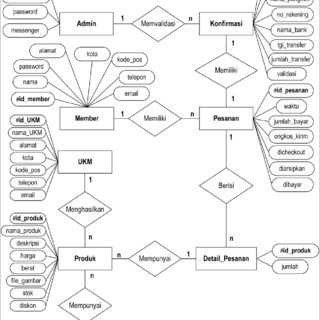 password
messenger
Admin
1
Memvalidasi
n
Konfirmasi
no_rekening
nama_bank
tgl_transfer
jumlah_transfer
validasi
1
Memiliki
1
alamat
kota
kode_pos
telepon
email
password
nama
#id_member
Member
1
Memiliki
n
Pesanan
#id_pesanan
waktu
jumlah_bayar
ongkos_kirim
dicheckout
diarsipkan
dibayar
1
Berisi
n
#id_UKM
nama_UKM
alamat
kota
kode_pos
telepon
email
UKM
1
Menghasilkan
n
#id_produk
nama_produk
deskripsi
harga
berat
file_gambar
stok
diskon
Produk
n
Mempunyai
1
Detail_Pesanan
#id_produk
jumlah
n
n
Mempunyai